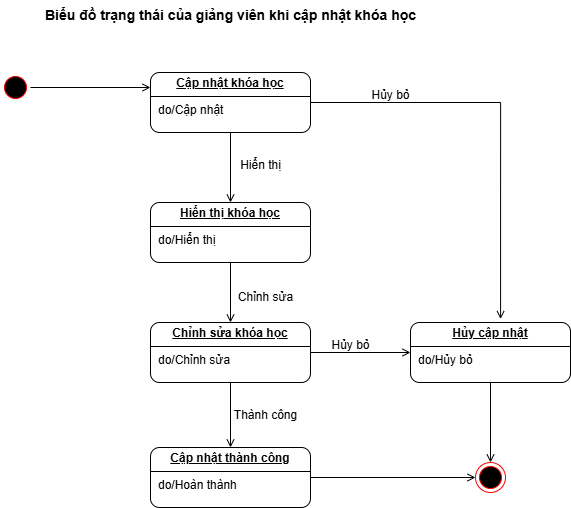 Biểu đồ trạng thái của giảng viên khi cập nhật khóa học
Cập nhật khóa học
do/Cập nhật
Hủy bỏ
Hiển thị
Hiển thị khóa học
do/Hiển thị
Chỉnh sửa
Chỉnh sửa khóa học
do/Chỉnh sửa
Hủy bỏ
Hủy cập nhật
do/Hủy bỏ
Thành công
Cập nhật thành công
do/Hoàn thành